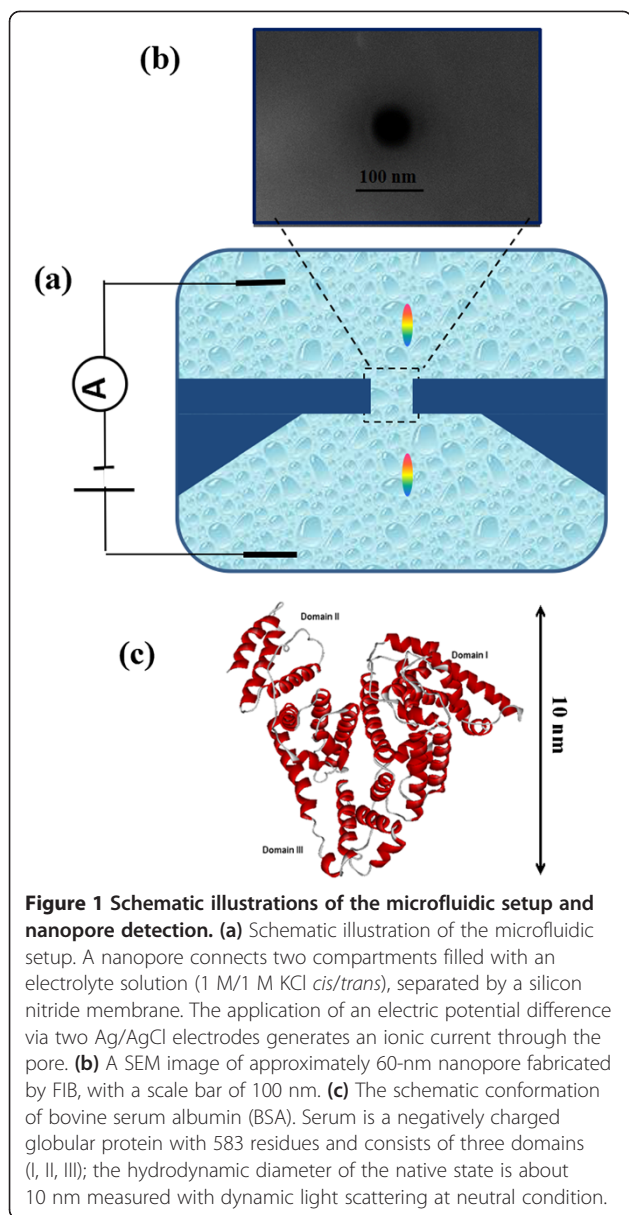 (b)
100 nm
(a)
A
(c)
Domain II
Domain I
Domain III
10 nm
Figure 1 Schematic illustrations of the microfluidic setup and
nanopore detection. (a) Schematic illustration of the microfluidic
setup. A nanopore connects two compartments filled with an
electrolyte solution (1 M/1 M KCl cis/trans), separated by a silicon
nitride membrane. The application of an electric potential difference
via two Ag/AgCl electrodes generates an ionic current through the
pore. (b) A SEM image of approximately 60-nm nanopore fabricated
by FIB, with a scale bar of 100 nm. (c) The schematic conformation
of bovine serum albumin (BSA). Serum is a negatively charged
globular protein with 583 residues and consists of three domains
(I, II, III); the hydrodynamic diameter of the native state is about
10 nm measured with dynamic light scattering at neutral condition.